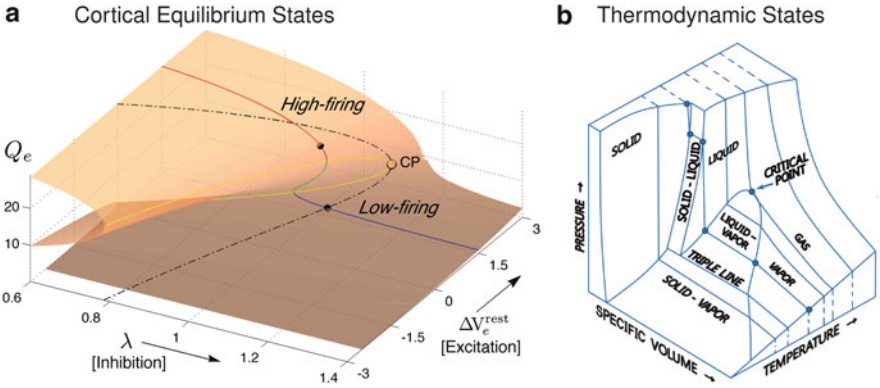 a Cortical Equilibrium States
Qe
20
10
High-firing
CP
Low-firing
0.6
0.8
1
1.2
1.4
λ
[Inhibition]
-3
-1.5
0
1.5
3
ΔVe^rest
[Excitation]
b Thermodynamic States
PRESSURE →
SOLID
SOLID - LIQUID
LIQUID
CRITICAL
POINT
LIQUID -
VAPOR
GAS
VAPOR
TRIPLE LINE
SOLID - VAPOR
SPECIFIC VOLUME →
TEMPERATURE →